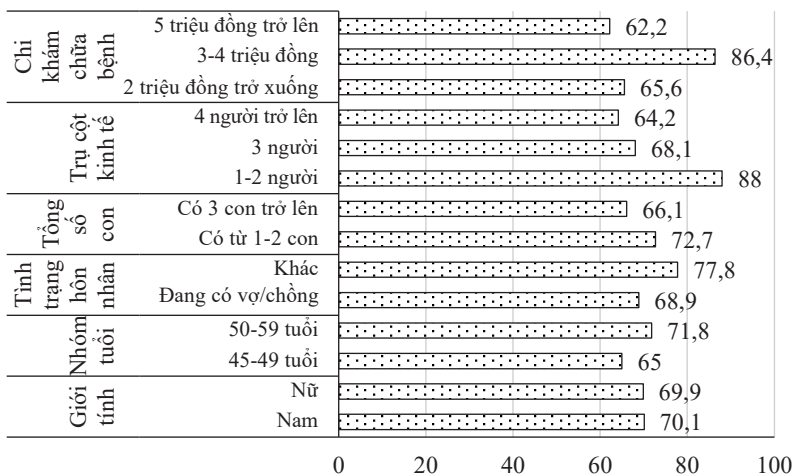 Chi
khám
chữa
bệnh
5 triệu đồng trở lên 62,2
3-4 triệu đồng 86,4
2 triệu đồng trở xuống 65,6
Trụ cột
kinh tế
4 người trở lên 64,2
3 người 68,1
1-2 người 88
Tổng
số
con
Có 3 con trở lên 66,1
Có từ 1-2 con 72,7
Tình
trạng
hôn
nhân
Khác 77,8
Đang có vợ/chồng 68,9
Nhóm
tuổi
50-59 tuổi 71,8
45-49 tuổi 65
Giới
tính
Nữ 69,9
Nam 70,1
0 20 40 60 80 100